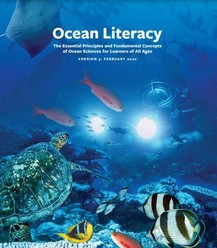 Ocean Literacy
The Essential Principles and Fundamental Concepts
of Ocean Sciences for Learners of All Ages
VERSION 3: FEBRUARY 2020